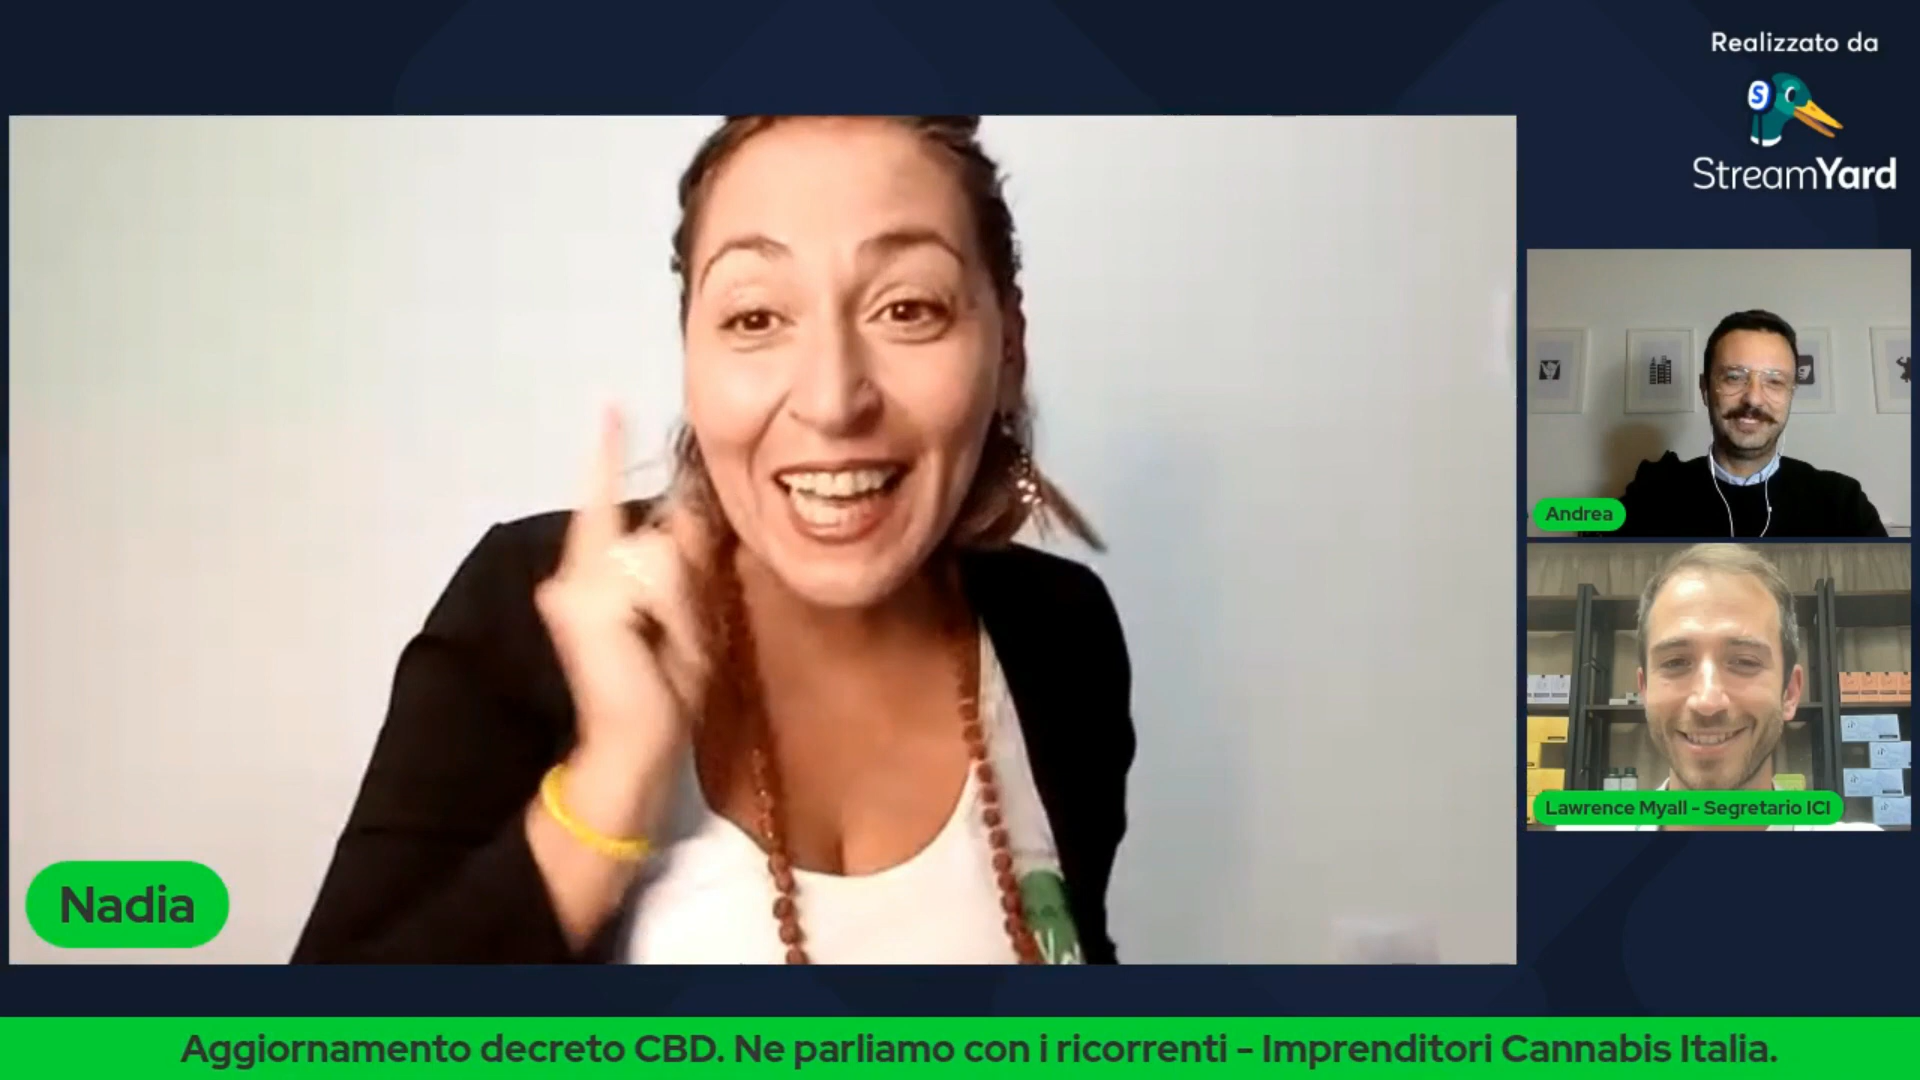 Realizzato da
StreamYard
Andrea
Lawrence Myall - Segretario ICI
Nadia
Aggiornamento decreto CBD. Ne parliamo con i ricorrenti - Imprenditori Cannabis Italia.